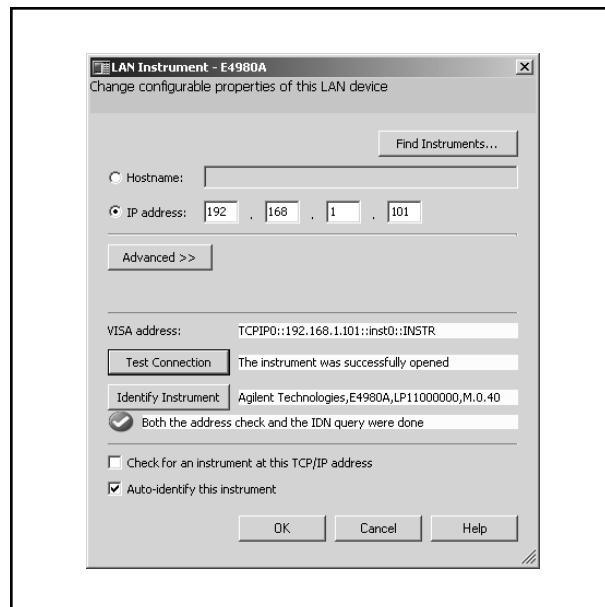 LAN Instrument - E4980A
Change configurable properties of this LAN device
Find Instruments...
Hostname:
IP address: 192 . 168 . 1 . 101
Advanced >>
VISA address: TCPIP0::192.168.1.101::inst0::INSTR
Test Connection The instrument was successfully opened
Identify Instrument Agilent Technologies,E4980A,LP11000000,M.0.40
Both the address check and the IDN query were done
Check for an instrument at this TCP/IP address
Auto-identify this instrument
OK Cancel Help